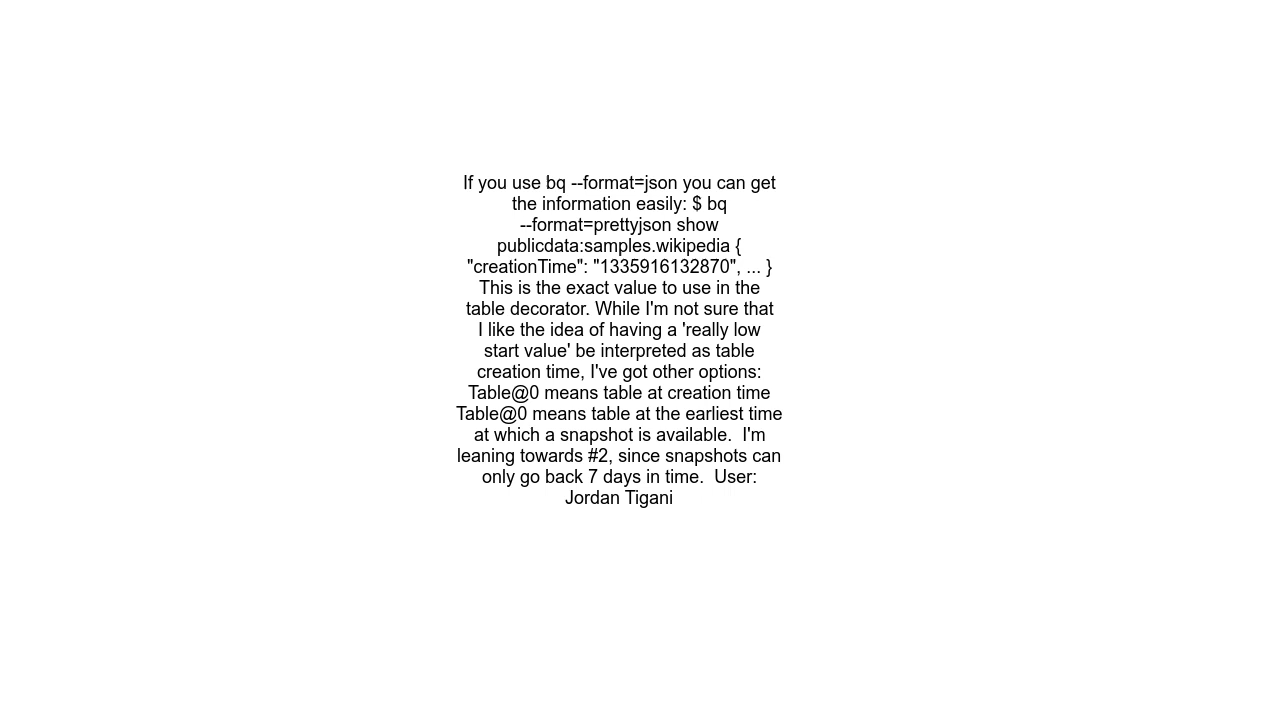 If you use bq --format=json you can get
the information easily: $ bq
--format=prettyjson show
publicdata:samples.wikipedia {
"creationTime": "1335916132870", ... }
This is the exact value to use in the
table decorator. While I'm not sure that
I like the idea of having a 'really low
start value' be interpreted as table
creation time, I've got other options:
Table@0 means table at creation time
Table@0 means table at the earliest time
at which a snapshot is available.  I'm
leaning towards #2, since snapshots can
only go back 7 days in time.  User:
Jordan Tigani